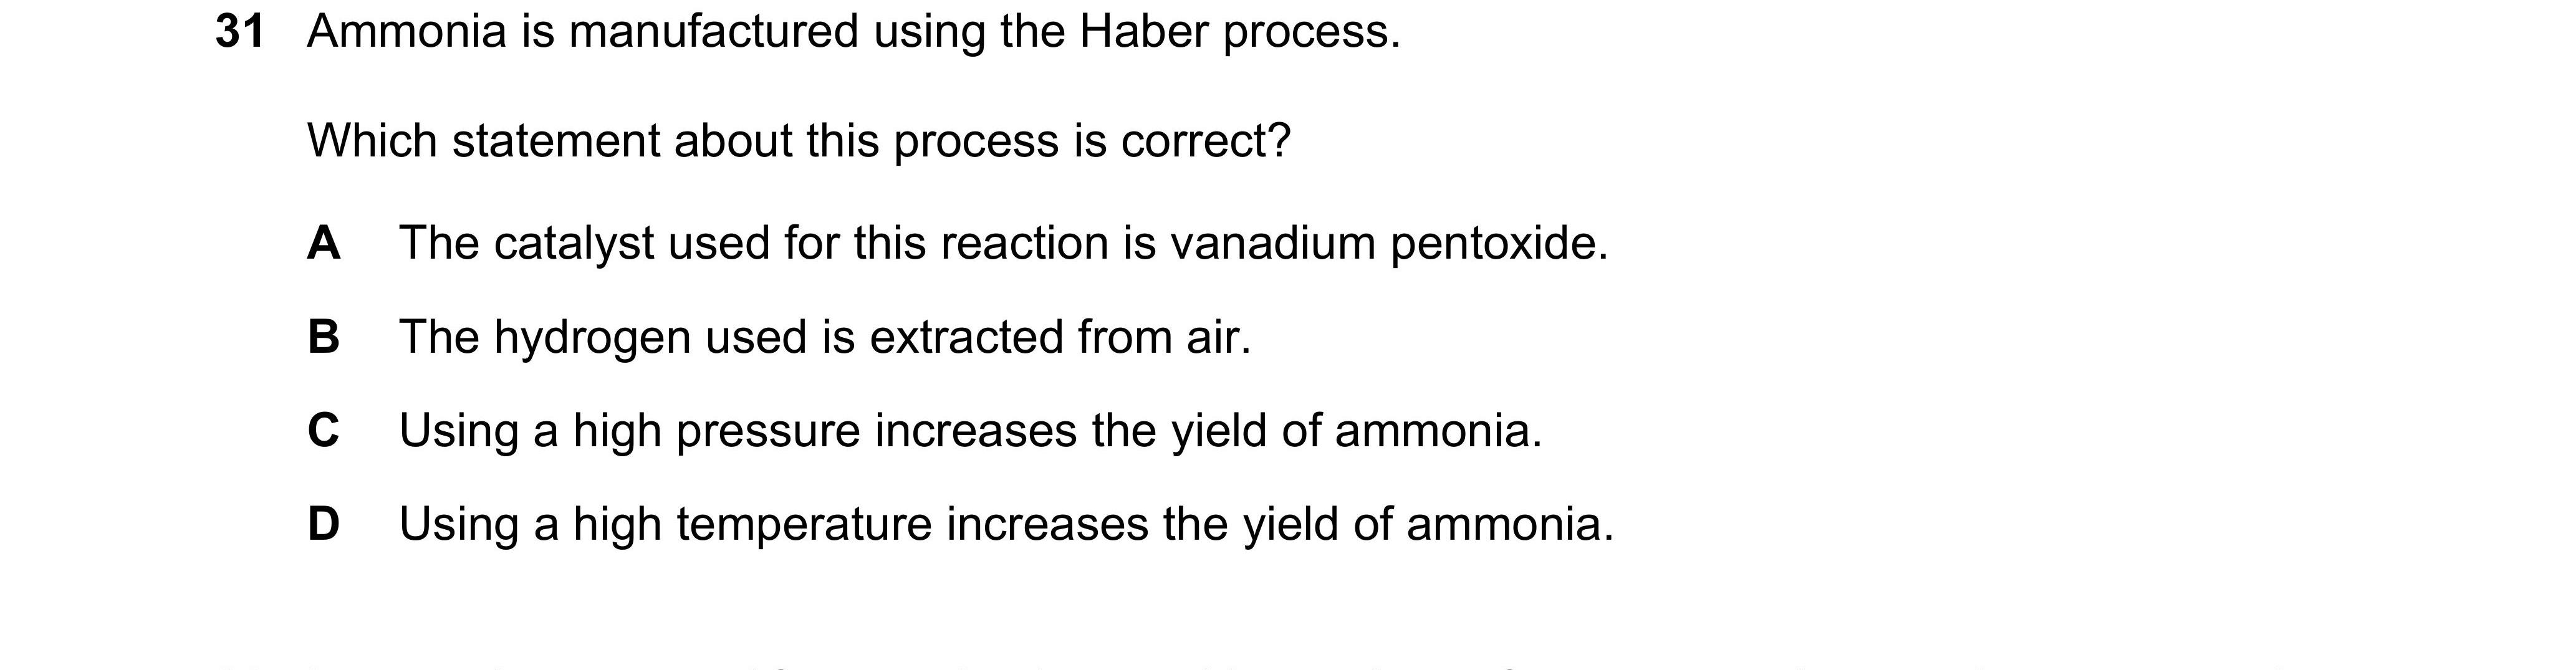 31 Ammonia is manufactured using the Haber process.
Which statement about this process is correct?
A The catalyst used for this reaction is vanadium pentoxide.
B The hydrogen used is extracted from air.
C Using a high pressure increases the yield of ammonia.
D Using a high temperature increases the yield of ammonia.